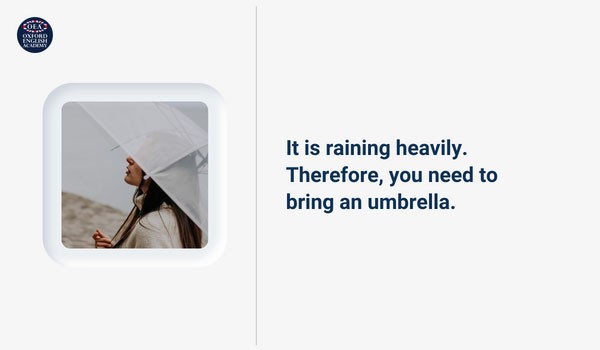 OEA
OXFORD
ENGLISH
ACADEMY
It is raining heavily.
Therefore, you need to
bring an umbrella.